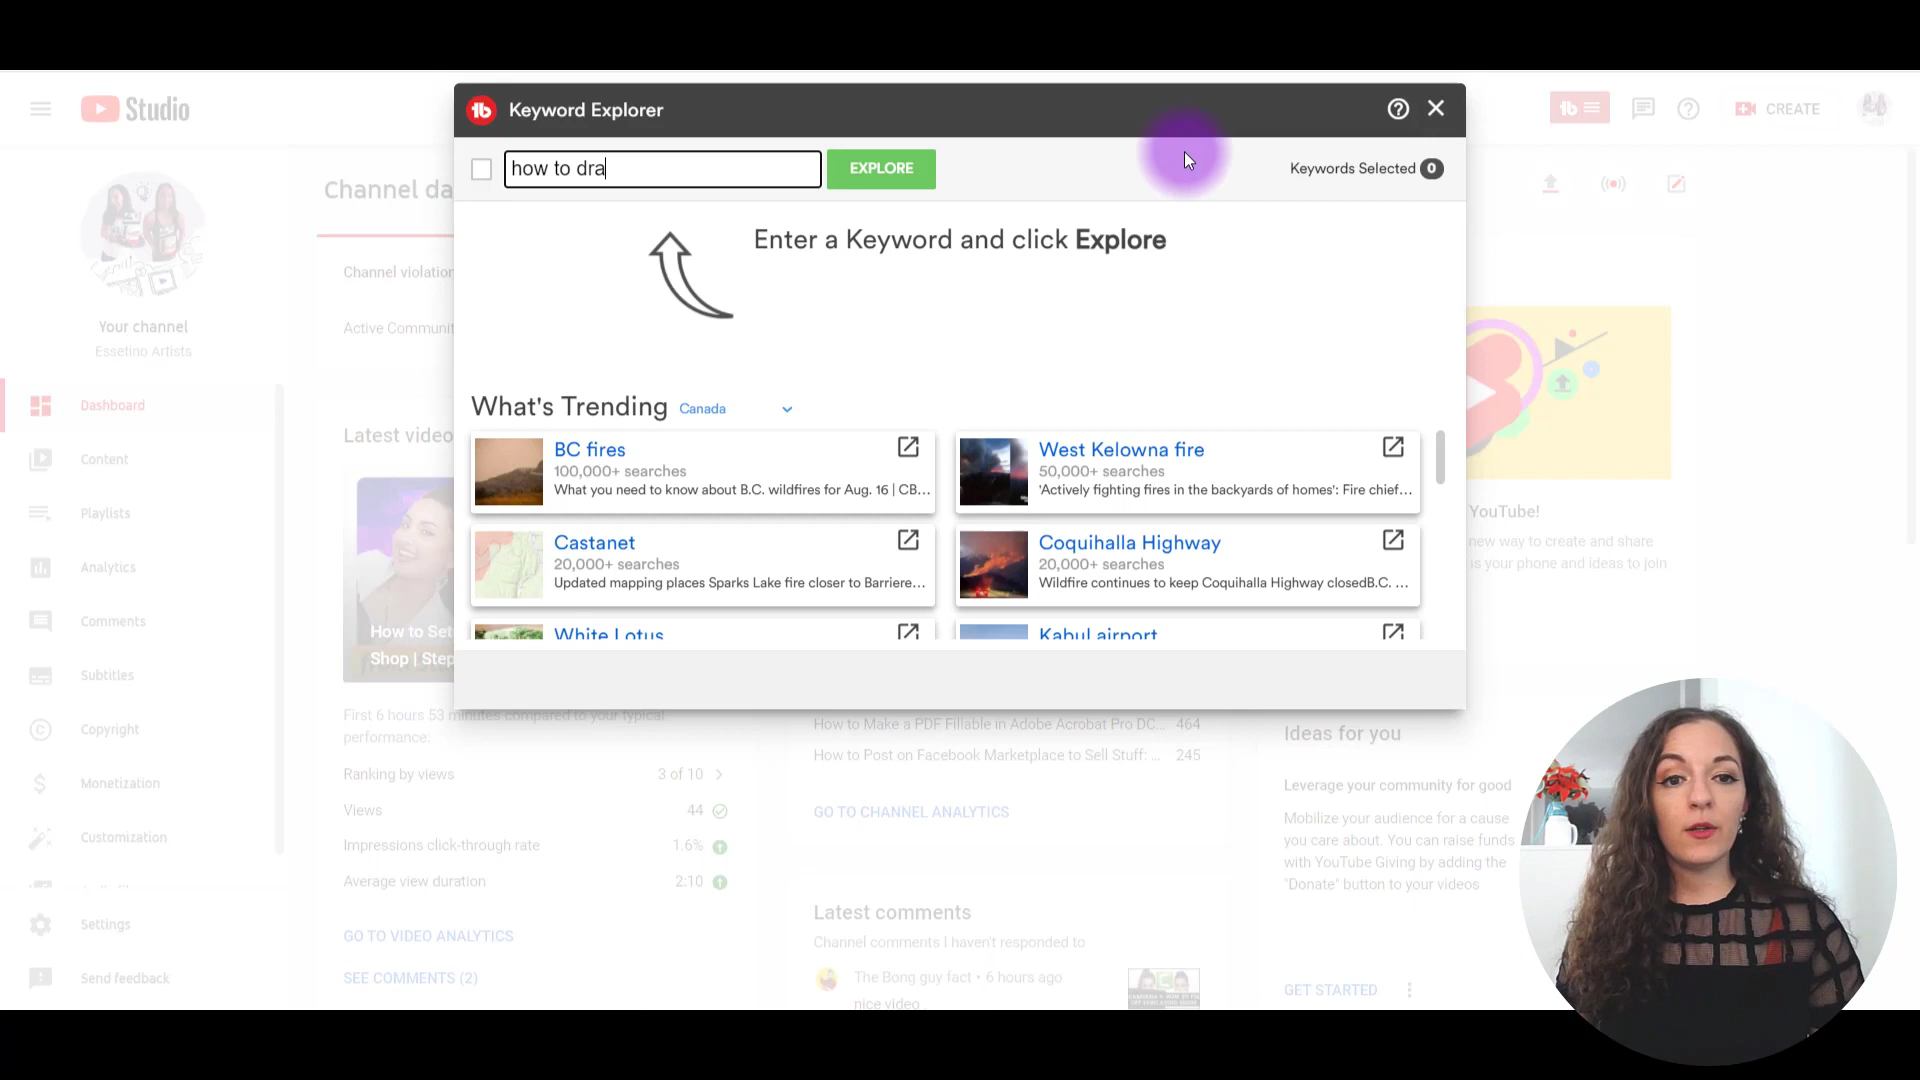 Studio
Keyword Explorer
CREATE
how to dra
EXPLORE
Keywords Selected 0
Channel da
Enter a Keyword and click Explore
Channel violation
Your channel
Essetino Artists
Active Communit
What's Trending Canada
Dashboard
Latest video
BC fires
100,000+ searches
What you need to know about B.C. wildfires for Aug. 16 | CB...
West Kelowna fire
50,000+ searches
'Actively fighting fires in the backyards of homes': Fire chief...
Content
Playlists
Castanet
20,000+ searches
Updated mapping places Sparks Lake fire closer to Barriere...
Coquihalla Highway
20,000+ searches
Wildfire continues to keep Coquihalla Highway closedB.C. ...
YouTube!
new way to create and share
is your phone and ideas to join
Analytics
Comments
White Lotus
Kabul airport
How to Set
Shop | Step
Subtitles
Copyright
First 6 hours 53 minutes compared to your typical
performance:
Ranking by views 3 of 10
Views 44
Impressions click-through rate 1.6%
Average view duration 2:10
GO TO VIDEO ANALYTICS
SEE COMMENTS (2)
How to Make a PDF Fillable in Adobe Acrobat Pro DC... 464
How to Post on Facebook Marketplace to Sell Stuff: ... 245
GO TO CHANNEL ANALYTICS
Latest comments
Channel comments I haven't responded to
The Bong guy fact • 6 hours ago
nice video
Ideas for you
Leverage your community for good
Mobilize your audience for a cause
you care about. You can raise funds
with YouTube Giving by adding the
"Donate" button to your videos
GET STARTED
Monetization
Customization
Settings
Send feedback